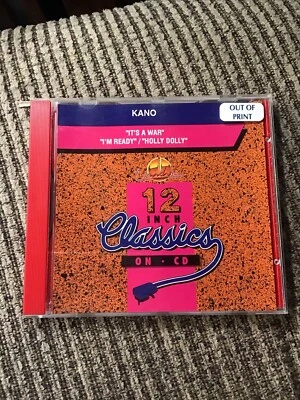 KANO
OUT OF
PRINT
"IT'S A WAR"
"I'M READY" / "HOLLY DOLLY"
12
INCH
Classics
ON · CD